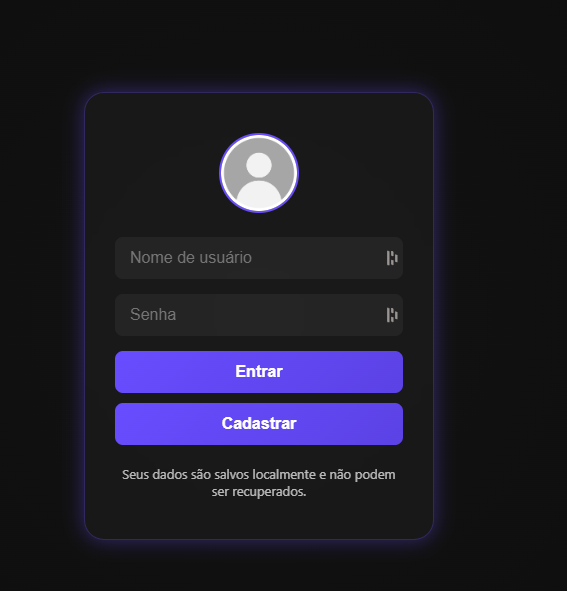 Nome de usuário
Senha
Entrar
Cadastrar
Seus dados são salvos localmente e não podem
ser recuperados.